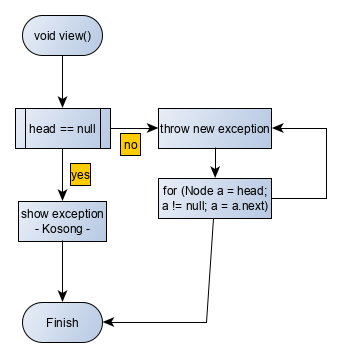 void view()
head == null
no
throw new exception
yes
for (Node a = head;
a != null; a = a.next)
show exception
- Kosong -
Finish